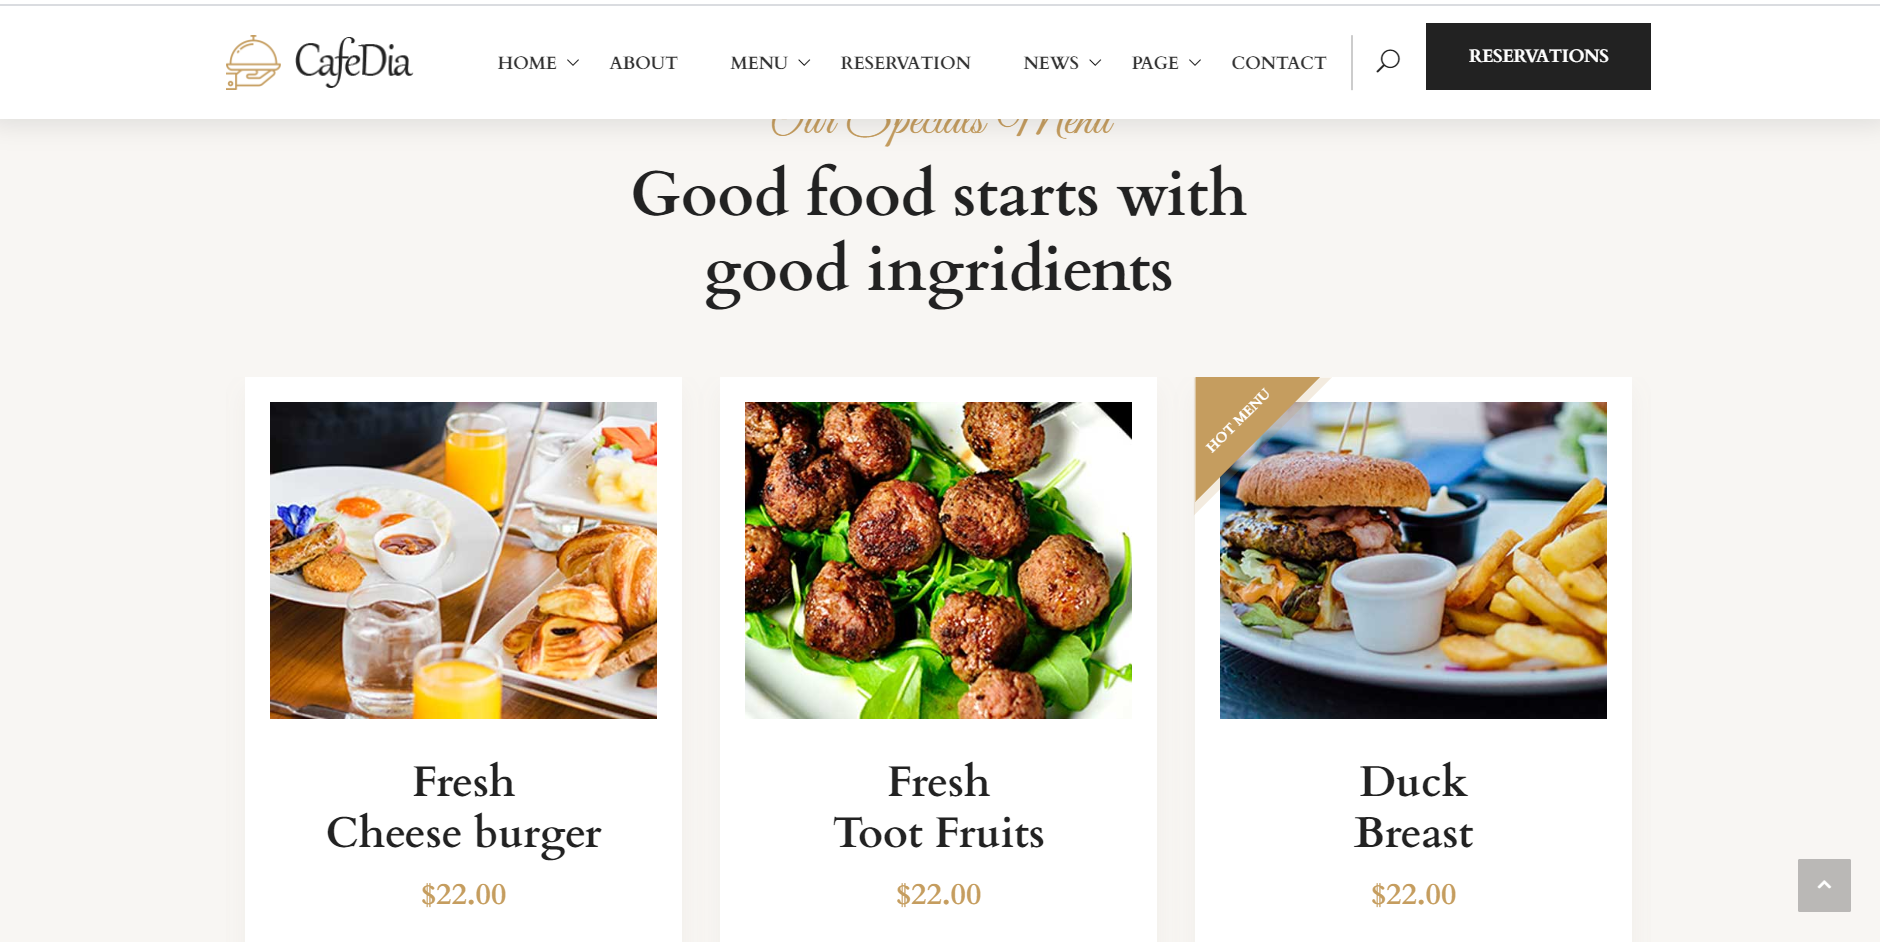 CafeDia
HOME
ABOUT
MENU
RESERVATION
NEWS
PAGE
CONTACT
RESERVATIONS
Our Specials Menu
Good food starts with
good ingridients
HOT MENU
Fresh
Cheese burger
$22.00
Fresh
Toot Fruits
$22.00
Duck
Breast
$22.00